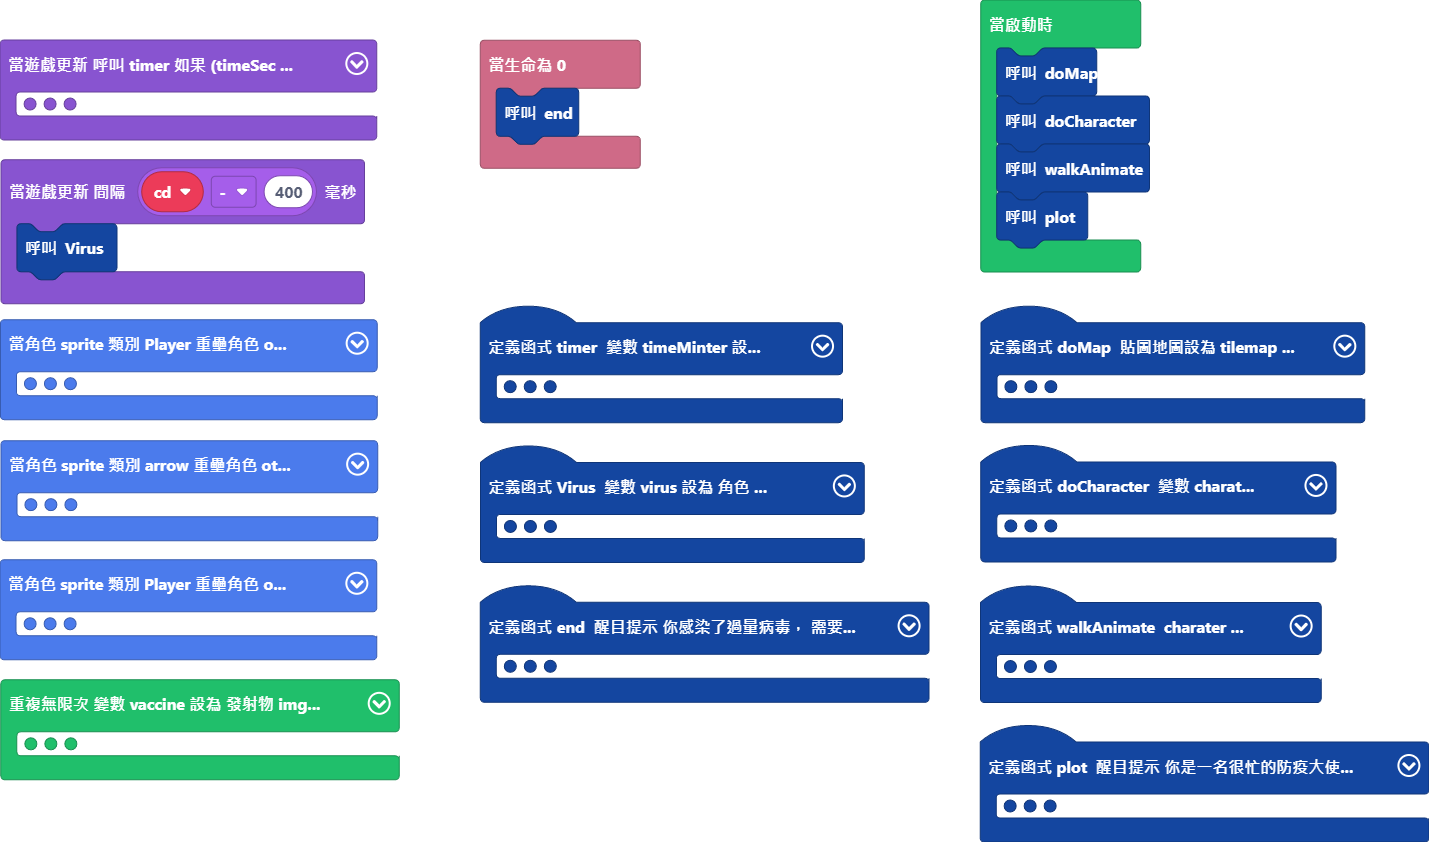 當遊戲更新 呼叫 timer 如果 (timeSec ...
當遊戲更新 間隔 cd - 400 毫秒
呼叫 Virus
當角色 sprite 類別 Player 重疊角色 o...
當角色 sprite 類別 arrow 重疊角色 ot...
當角色 sprite 類別 Player 重疊角色 o...
重複無限次 變數 vaccine 設為 發射物 img...
當生命為 0
呼叫 end
定義函式 timer 變數 timeMinter 設...
定義函式 Virus 變數 virus 設為 角色 ...
定義函式 end 醒目提示 你感染了過量病毒， 需要...
當啟動時
呼叫 doMap
呼叫 doCharacter
呼叫 walkAnimate
呼叫 plot
定義函式 doMap 貼圖地圖設為 tilemap ...
定義函式 doCharacter 變數 charat...
定義函式 walkAnimate charater ...
定義函式 plot 醒目提示 你是一名很忙的防疫大使...